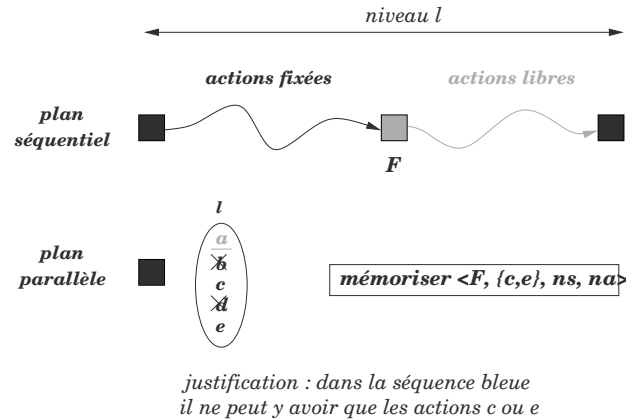 niveau l
actions fixées
actions libres
plan
séquentiel
F
l
plan
parallèle
a
b
c
d
e
mémoriser <F, {c,e}, ns, na>
justification : dans la séquence bleue
il ne peut y avoir que les actions c ou e